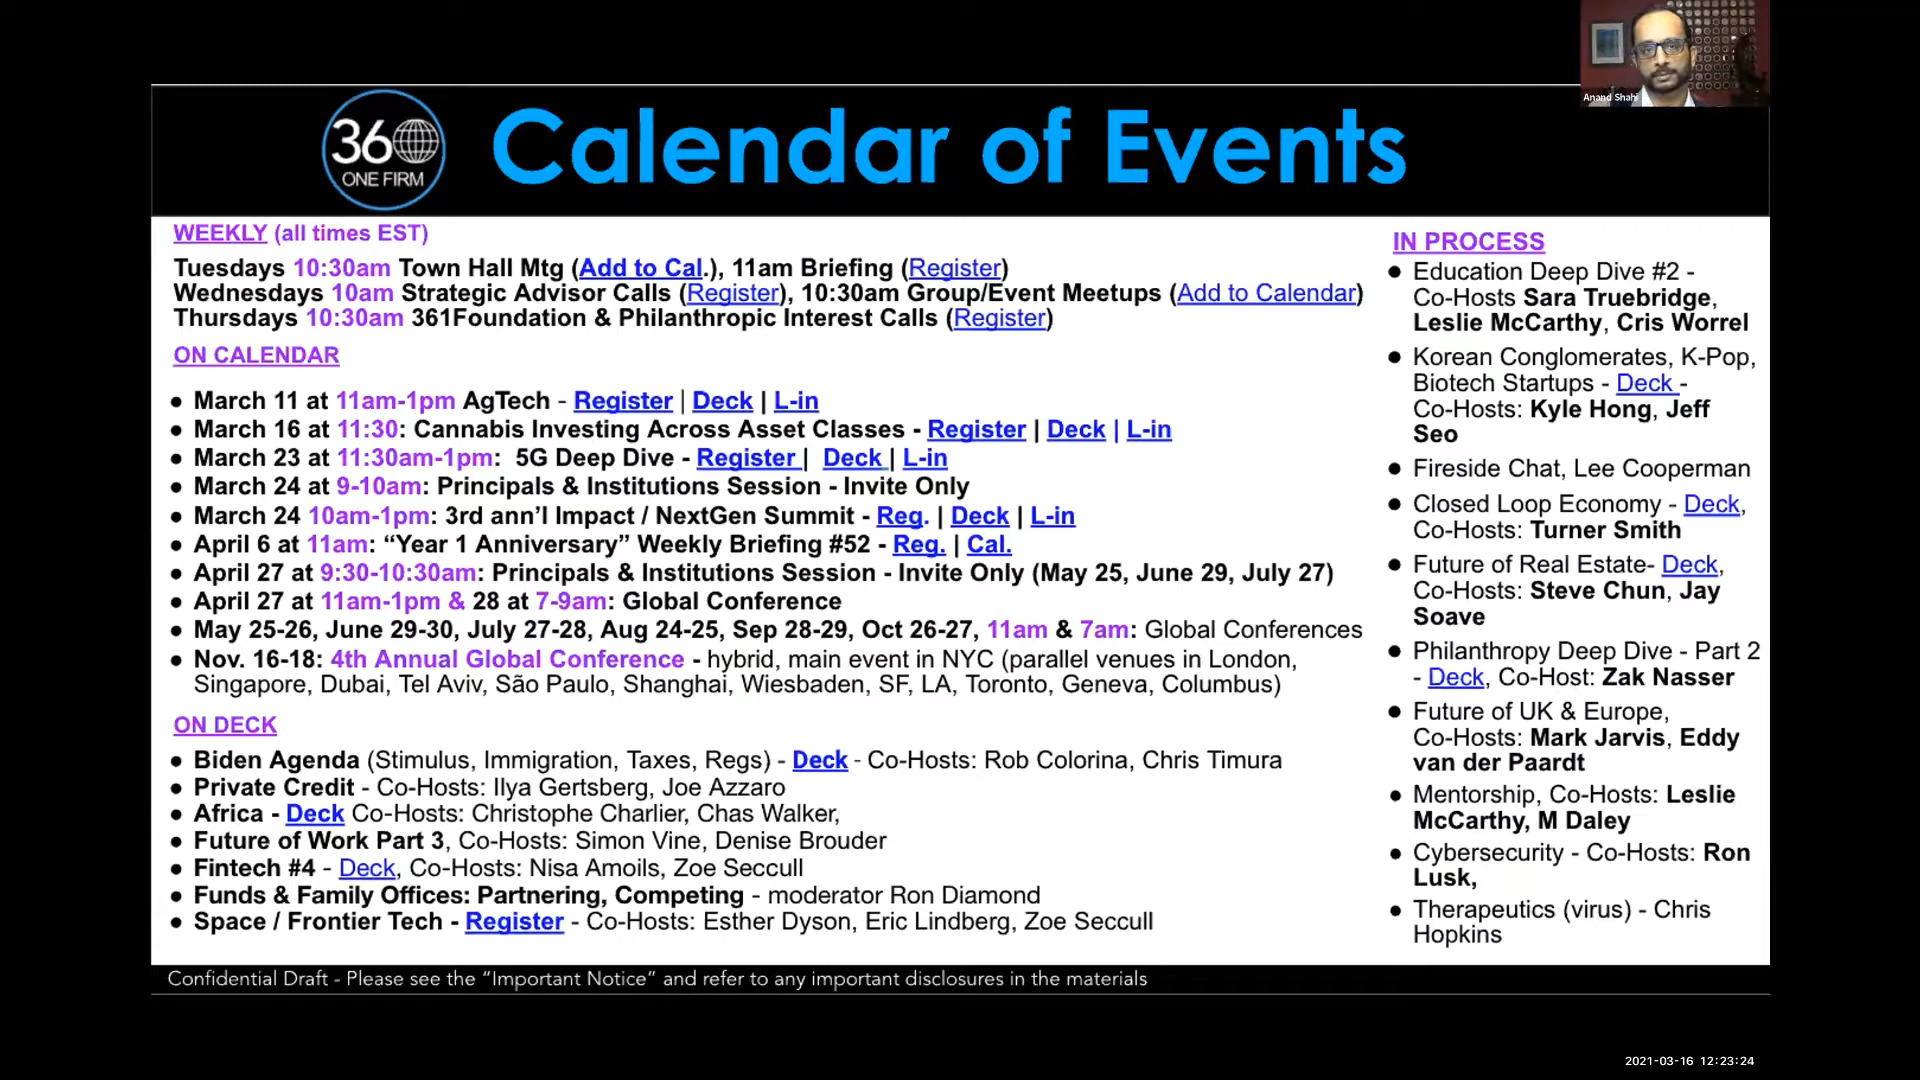 Anand Shahi
360
ONE FIRM
Calendar of Events
WEEKLY (all times EST)
Tuesdays 10:30am Town Hall Mtg (Add to Cal.), 11am Briefing (Register)
Wednesdays 10am Strategic Advisor Calls (Register), 10:30am Group/Event Meetups (Add to Calendar)
Thursdays 10:30am 361Foundation & Philanthropic Interest Calls (Register)
ON CALENDAR
● March 11 at 11am-1pm AgTech - Register | Deck | L-in
● March 16 at 11:30: Cannabis Investing Across Asset Classes - Register | Deck | L-in
● March 23 at 11:30am-1pm: 5G Deep Dive - Register | Deck | L-in
● March 24 at 9-10am: Principals & Institutions Session - Invite Only
● March 24 10am-1pm: 3rd ann’l Impact / NextGen Summit - Reg. | Deck | L-in
● April 6 at 11am: “Year 1 Anniversary” Weekly Briefing #52 - Reg. | Cal.
● April 27 at 9:30-10:30am: Principals & Institutions Session - Invite Only (May 25, June 29, July 27)
● April 27 at 11am-1pm & 28 at 7-9am: Global Conference
● May 25-26, June 29-30, July 27-28, Aug 24-25, Sep 28-29, Oct 26-27, 11am & 7am: Global Conferences
● Nov. 16-18: 4th Annual Global Conference - hybrid, main event in NYC (parallel venues in London,
Singapore, Dubai, Tel Aviv, São Paulo, Shanghai, Wiesbaden, SF, LA, Toronto, Geneva, Columbus)
ON DECK
● Biden Agenda (Stimulus, Immigration, Taxes, Regs) - Deck - Co-Hosts: Rob Colorina, Chris Timura
● Private Credit - Co-Hosts: Ilya Gertsberg, Joe Azzaro
● Africa - Deck Co-Hosts: Christophe Charlier, Chas Walker,
● Future of Work Part 3, Co-Hosts: Simon Vine, Denise Brouder
● Fintech #4 - Deck, Co-Hosts: Nisa Amoils, Zoe Seccull
● Funds & Family Offices: Partnering, Competing - moderator Ron Diamond
● Space / Frontier Tech - Register - Co-Hosts: Esther Dyson, Eric Lindberg, Zoe Seccull
IN PROCESS
● Education Deep Dive #2 -
Co-Hosts Sara Truebridge,
Leslie McCarthy, Cris Worrel
● Korean Conglomerates, K-Pop,
Biotech Startups - Deck -
Co-Hosts: Kyle Hong, Jeff
Seo
● Fireside Chat, Lee Cooperman
● Closed Loop Economy - Deck,
Co-Hosts: Turner Smith
● Future of Real Estate- Deck,
Co-Hosts: Steve Chun, Jay
Soave
● Philanthropy Deep Dive - Part 2
- Deck, Co-Host: Zak Nasser
● Future of UK & Europe,
Co-Hosts: Mark Jarvis, Eddy
van der Paardt
● Mentorship, Co-Hosts: Leslie
McCarthy, M Daley
● Cybersecurity - Co-Hosts: Ron
Lusk,
● Therapeutics (virus) - Chris
Hopkins
Confidential Draft - Please see the “Important Notice” and refer to any important disclosures in the materials
2021-03-16 12:23:24